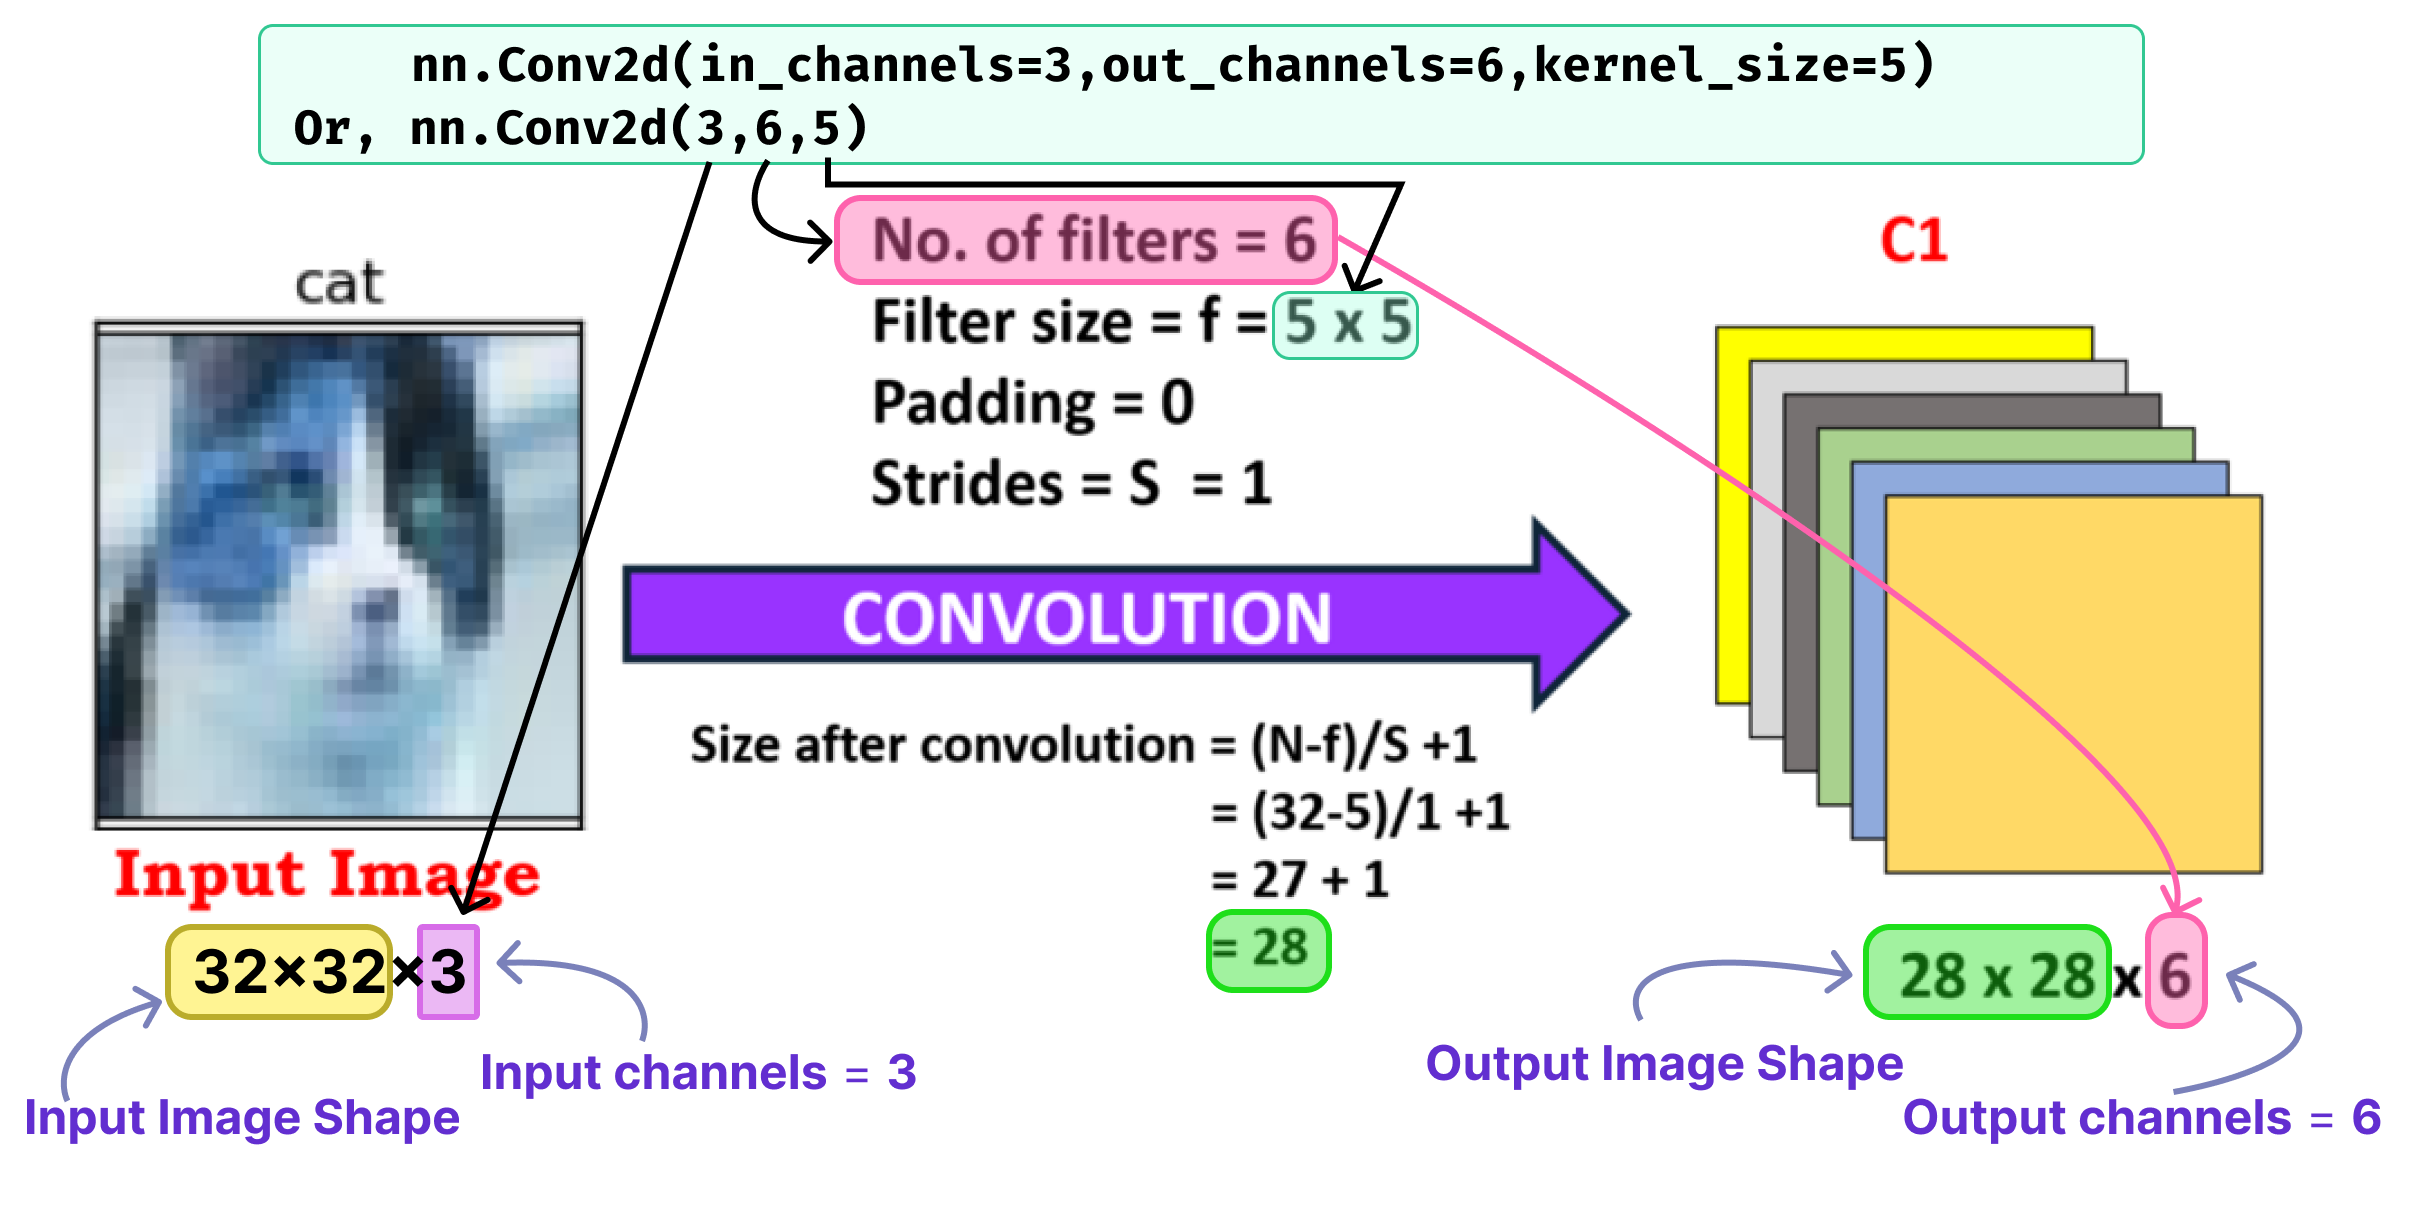 nn.Conv2d(in_channels=3,out_channels=6,kernel_size=5)
Or, nn.Conv2d(3,6,5)
No. of filters = 6
Filter size = f = 5 x 5
Padding = 0
Strides = S = 1
C1
cat
CONVOLUTION
Size after convolution = (N-f)/S +1
= (32-5)/1 +1
= 27 + 1
= 28
Input Image
32×32×3
Input channels = 3
Input Image Shape
28 x 28 x 6
Output Image Shape
Output channels = 6